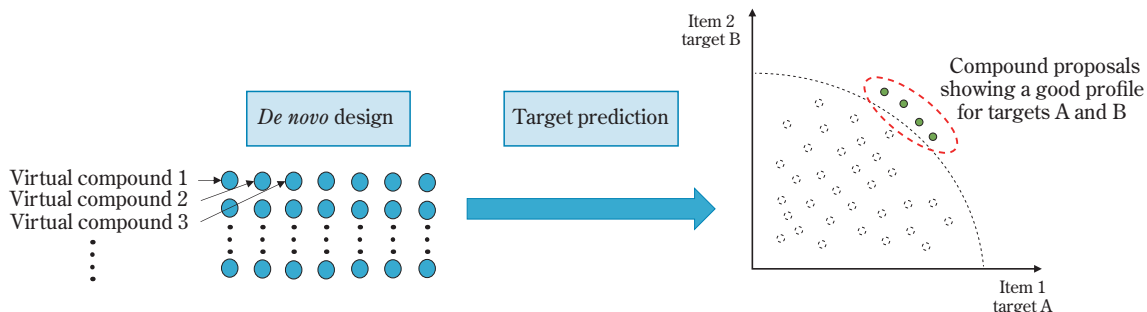 De novo design
Target prediction
Virtual compound 1
Virtual compound 2
Virtual compound 3
Item 2
target B
Compound proposals
showing a good profile
for targets A and B
Item 1
target A